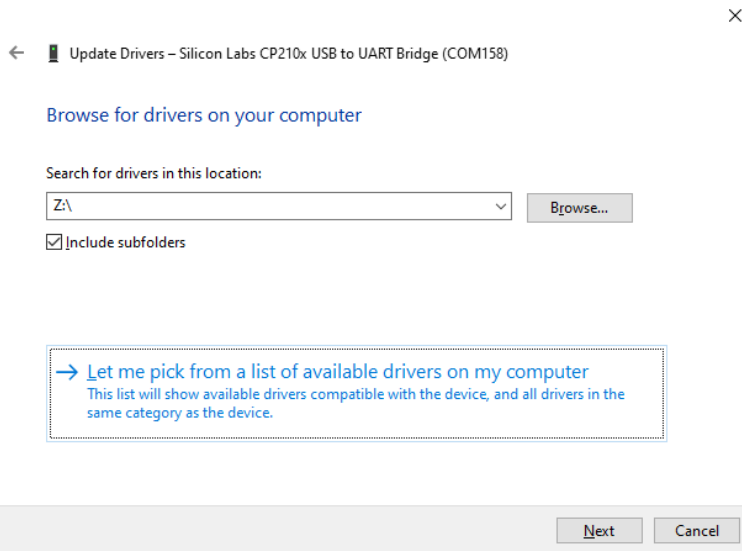 Update Drivers – Silicon Labs CP210x USB to UART Bridge (COM158)
Browse for drivers on your computer
Search for drivers in this location:
Z:\
Browse...
Include subfolders
Let me pick from a list of available drivers on my computer
This list will show available drivers compatible with the device, and all drivers in the
same category as the device.
Next
Cancel